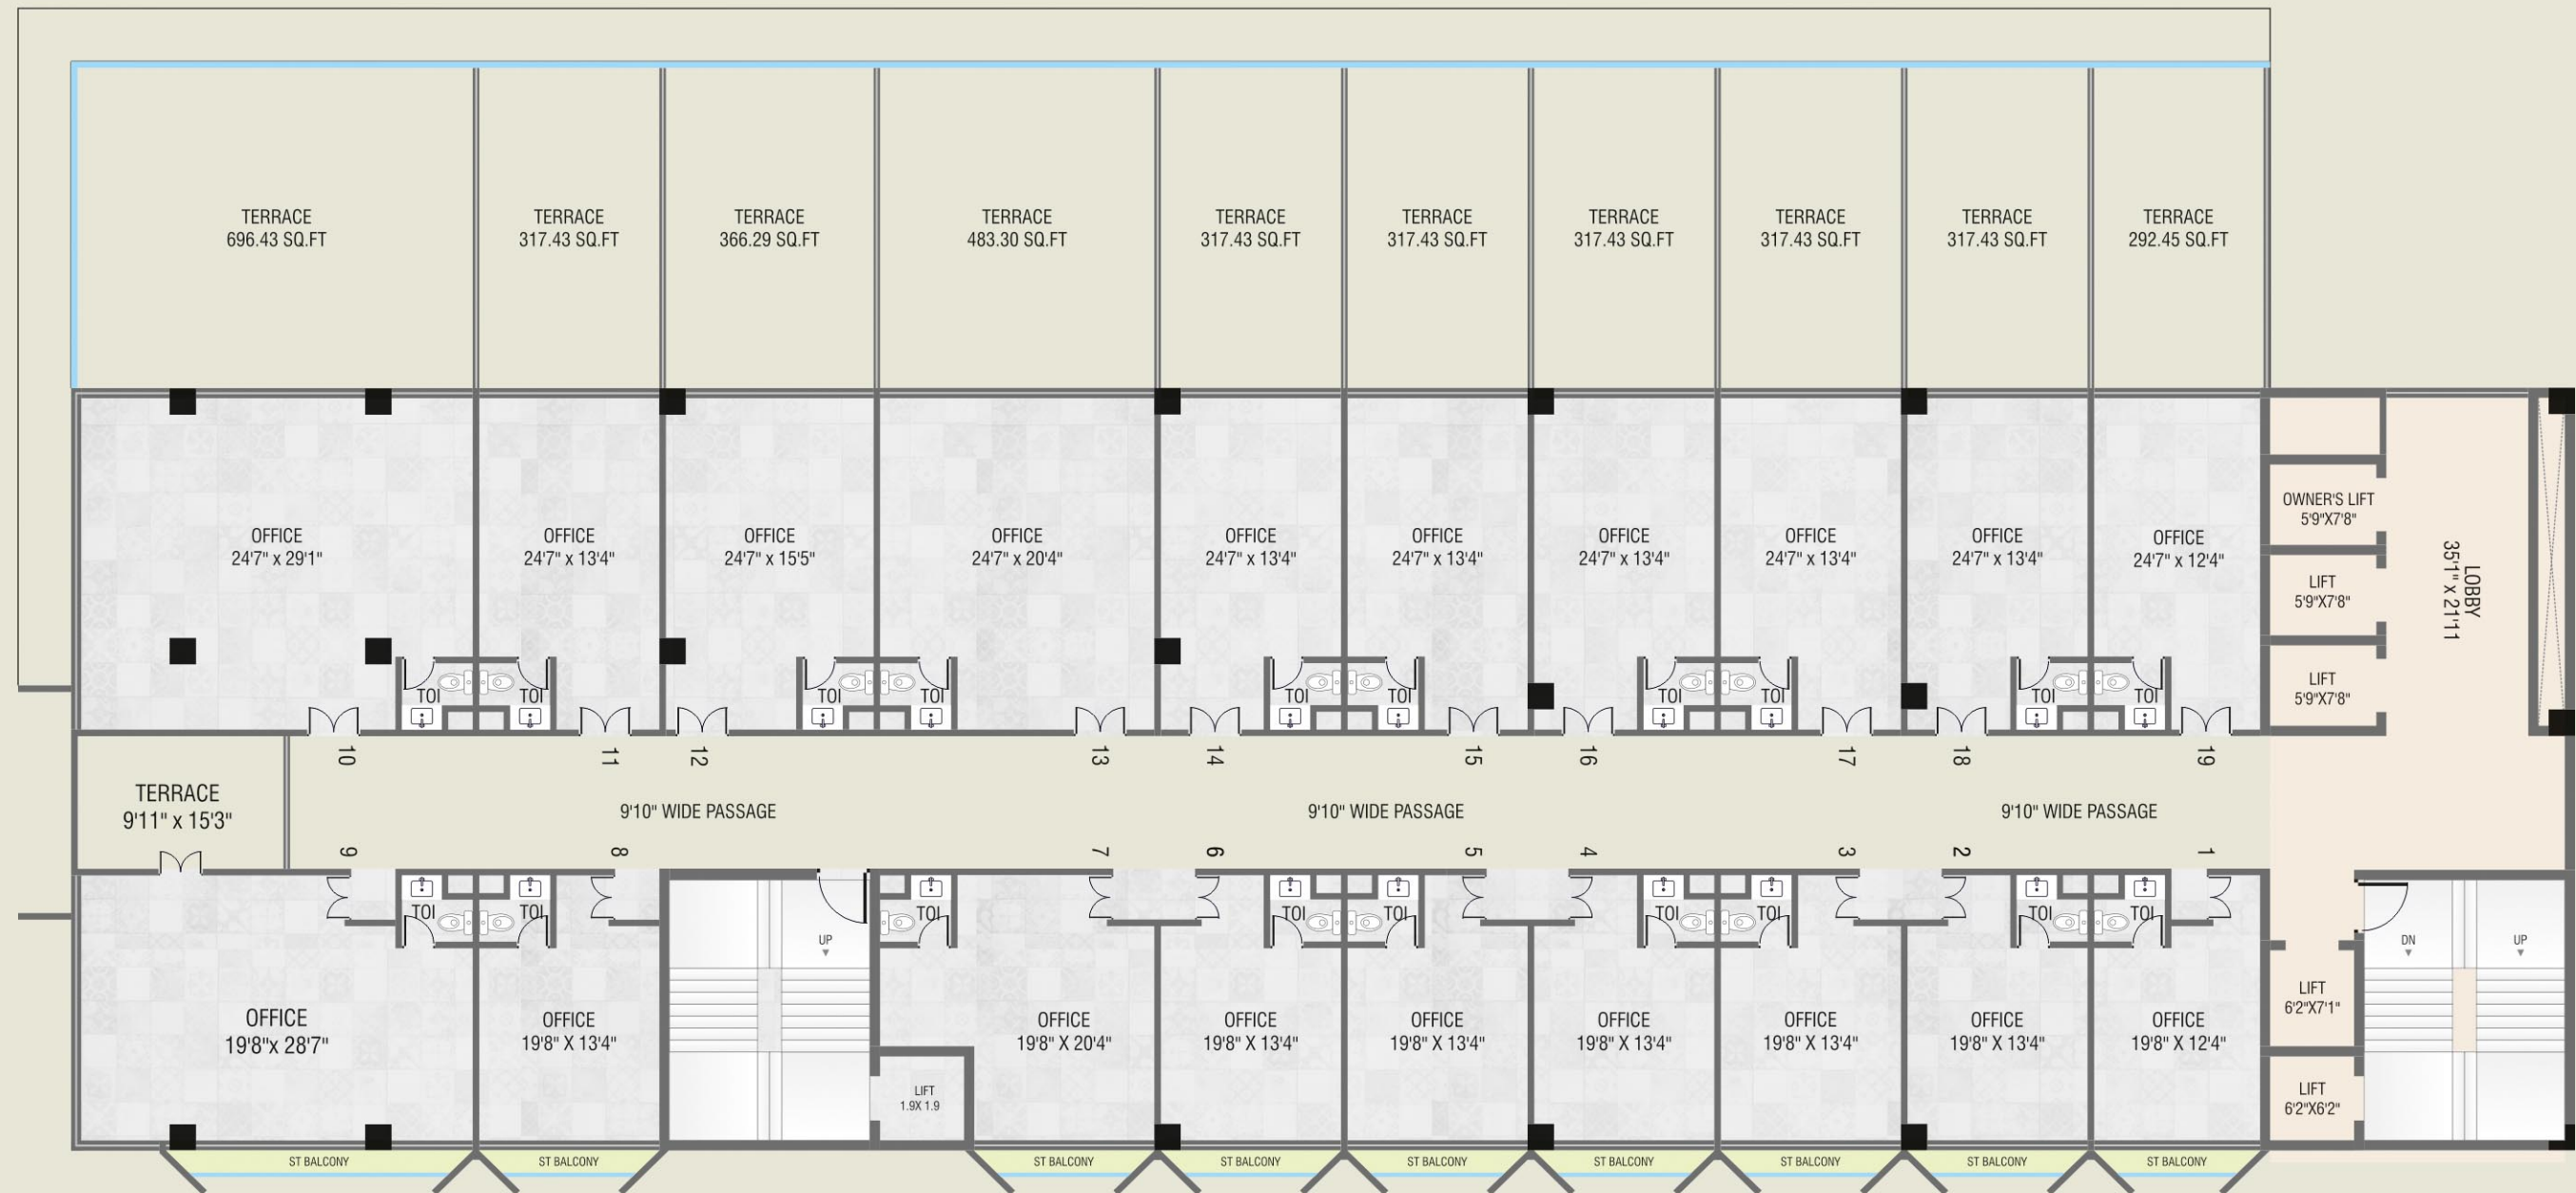 TERRACE
696.43 SQ.FT
TERRACE
317.43 SQ.FT
TERRACE
366.29 SQ.FT
TERRACE
483.30 SQ.FT
TERRACE
317.43 SQ.FT
TERRACE
317.43 SQ.FT
TERRACE
317.43 SQ.FT
TERRACE
317.43 SQ.FT
TERRACE
317.43 SQ.FT
TERRACE
292.45 SQ.FT
OFFICE
24'7" x 29'1"
OFFICE
24'7" x 13'4"
OFFICE
24'7" x 15'5"
OFFICE
24'7" x 20'4"
OFFICE
24'7" x 13'4"
OFFICE
24'7" x 13'4"
OFFICE
24'7" x 13'4"
OFFICE
24'7" x 13'4"
OFFICE
24'7" x 13'4"
OFFICE
24'7" x 12'4"
OWNER'S LIFT
5'9"X7'8"
LIFT
5'9"X7'8"
LIFT
5'9"X7'8"
LOBBY
35'1" x 21'11
TOI
TOI
TOI
TOI
TOI
TOI
TOI
TOI
TOI
TOI
10
11
12
13
14
15
16
17
18
19
TERRACE
9'11" x 15'3"
9'10" WIDE PASSAGE
9'10" WIDE PASSAGE
9'10" WIDE PASSAGE
9
8
7
6
5
4
3
2
1
TOI
TOI
TOI
TOI
TOI
TOI
TOI
TOI
TOI
UP
DN
UP
OFFICE
19'8"x 28'7"
OFFICE
19'8" X 13'4"
OFFICE
19'8" X 20'4"
OFFICE
19'8" X 13'4"
OFFICE
19'8" X 13'4"
OFFICE
19'8" X 13'4"
OFFICE
19'8" X 13'4"
OFFICE
19'8" X 13'4"
OFFICE
19'8" X 12'4"
LIFT
6'2"X7'1"
LIFT
1.9X 1.9
LIFT
6'2"X6'2"
ST BALCONY
ST BALCONY
ST BALCONY
ST BALCONY
ST BALCONY
ST BALCONY
ST BALCONY
ST BALCONY
ST BALCONY